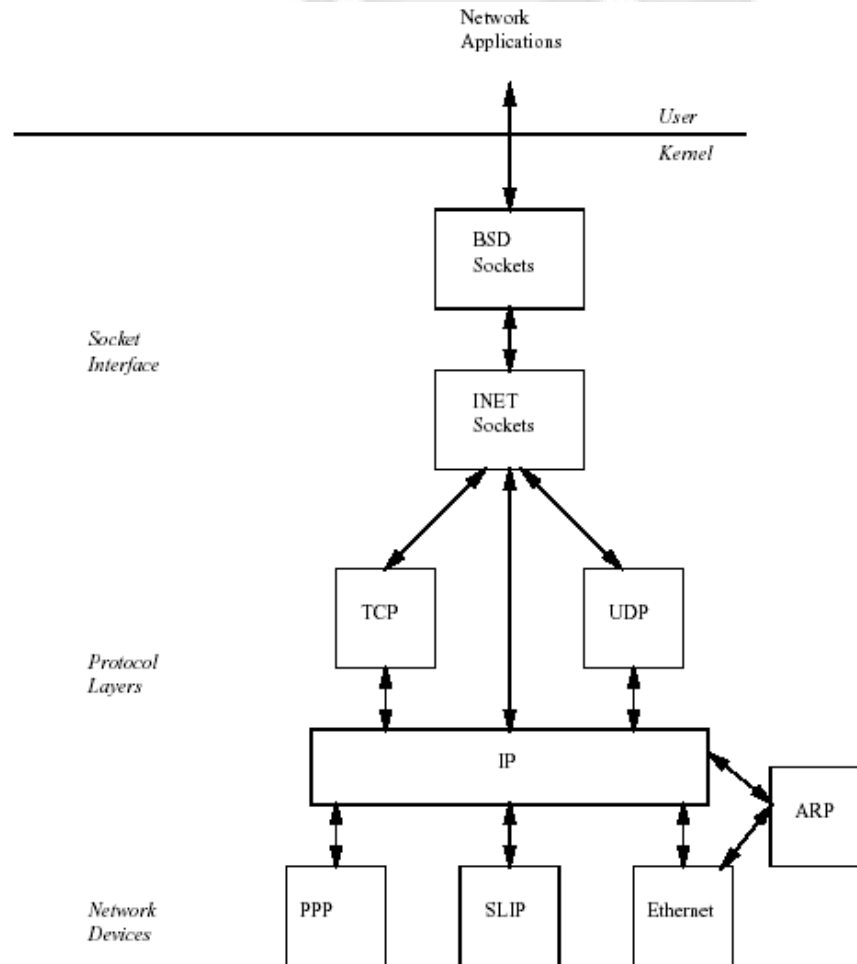 Network
Applications
User
Kernel
BSD
Sockets
Socket
Interface
INET
Sockets
TCP
UDP
Protocol
Layers
IP
ARP
PPP
SLIP
Ethernet
Network
Devices